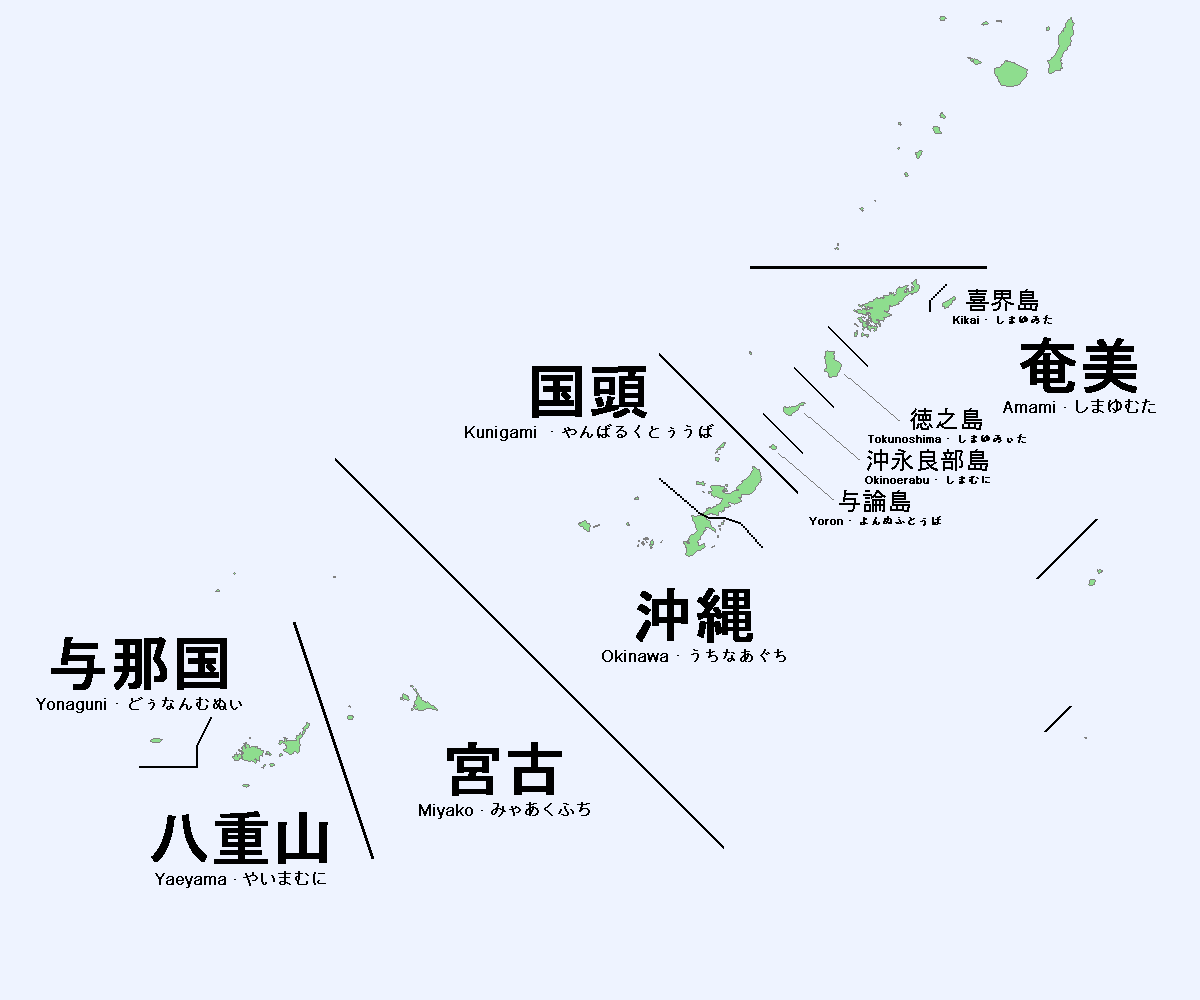 喜界島
Kikai · しまゆみた
奄美
Amami · しまゆむた
国頭
Kunigami · やんばるくとぅうば
徳之島
Tokunoshima · しまゆみぃた
沖永良部島
Okinoerabu · しまむに
与論島
Yoron · よんぬふとぅば
沖縄
Okinawa · うちなあぐち
与那国
Yonaguni · どぅなんむぬい
宮古
Miyako · みゃあくふち
八重山
Yaeyama · やいまむに